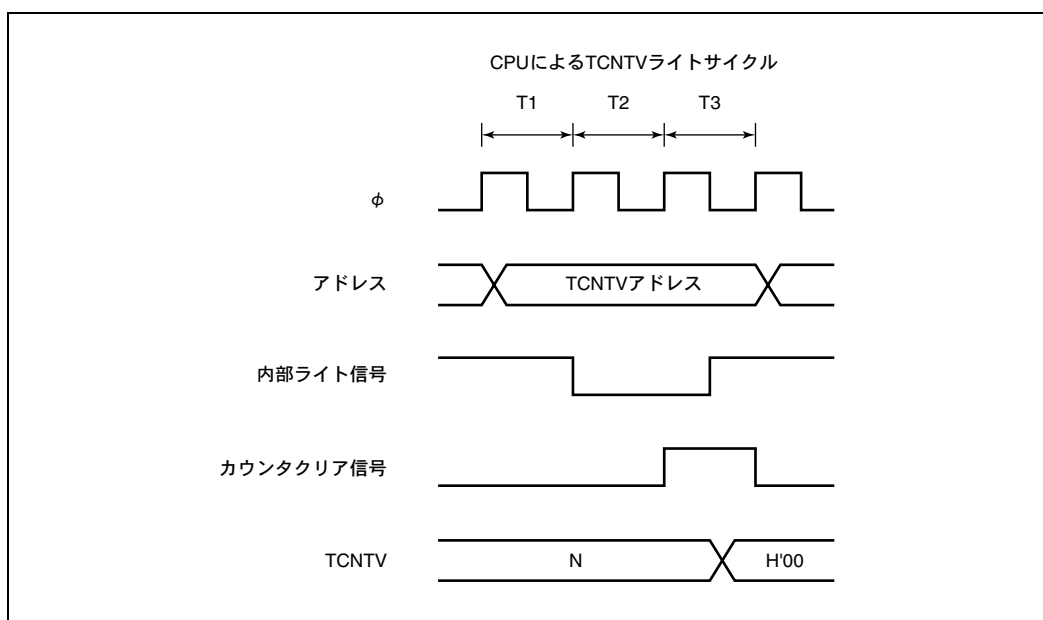 CPUによるTCNTVライトサイクル
T1 T2 T3
φ
アドレス TCNTVアドレス
内部ライト信号
カウンタクリア信号
TCNTV N H'00